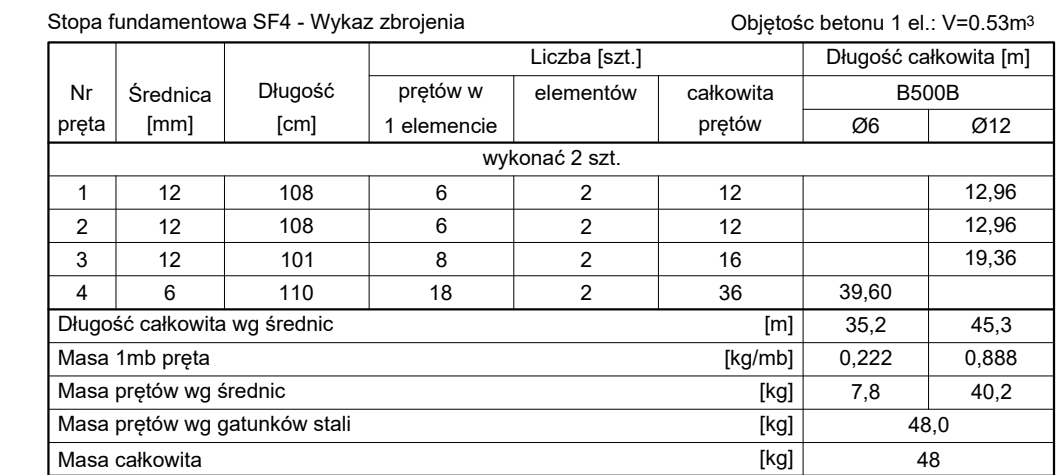 Stopa fundamentowa SF4 - Wykaz zbrojenia Objętośc betonu 1 el.: V=0.53m³
Nr pręta Średnica [mm] Długość [cm] Liczba [szt.] Długość całkowita [m]
prętów w 1 elemencie elementów całkowita prętów B500B
Ø6 Ø12
wykonać 2 szt.
1 12 108 6 2 12 12,96
2 12 108 6 2 12 12,96
3 12 101 8 2 16 19,36
4 6 110 18 2 36 39,60
Długość całkowita wg średnic [m] 35,2 45,3
Masa 1mb pręta [kg/mb] 0,222 0,888
Masa prętów wg średnic [kg] 7,8 40,2
Masa prętów wg gatunków stali [kg] 48,0
Masa całkowita [kg] 48